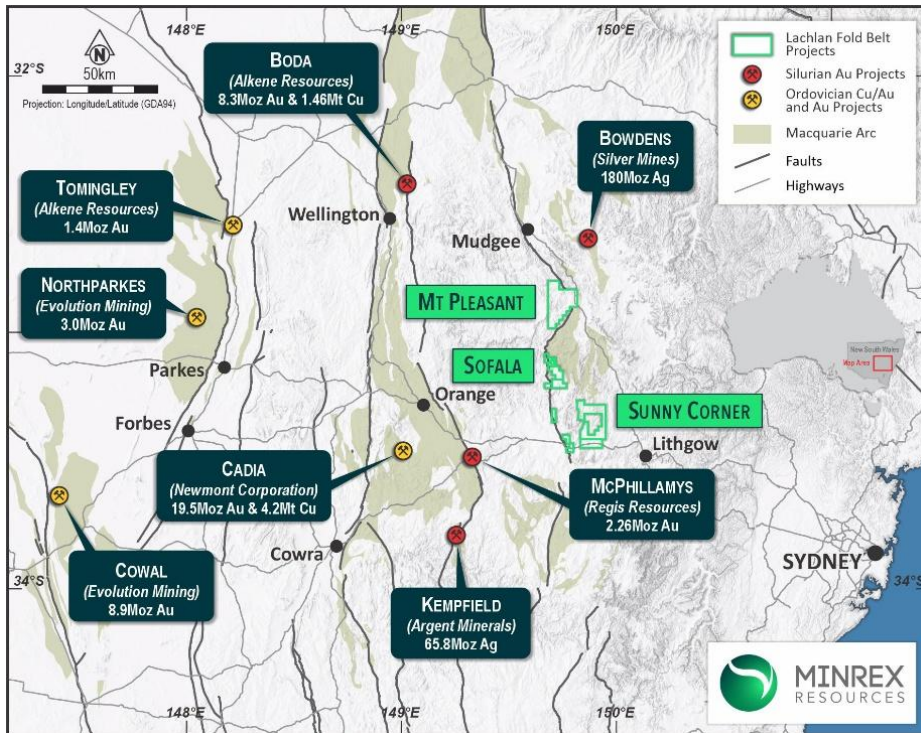 148°E
149°E
150°E
32°S
N
50km
Projection: Longitude/Latitude (GDA94)
BODA
(Alkene Resources)
8.3Moz Au & 1.46Mt Cu
Lachlan Fold Belt
Projects
Silurian Au Projects
Ordovician Cu/Au
and Au Projects
Macquarie Arc
Faults
Highways
BOWDENS
(Silver Mines)
180Moz Ag
TOMINGLEY
(Alkene Resources)
1.4Moz Au
Wellington
Mudgee
NORTHPARKES
(Evolution Mining)
3.0Moz Au
MT PLEASANT
New South Wales
Map Area
Parkes
SOFALA
Orange
SUNNY CORNER
Forbes
Lithgow
CADIA
(Newmont Corporation)
19.5Moz Au & 4.2Mt Cu
MCPHILLAMYS
(Regis Resources)
2.26Moz Au
Cowra
SYDNEY
COWAL
(Evolution Mining)
8.9Moz Au
34°S
34°S
KEMPFIELD
(Argent Minerals)
65.8Moz Ag
MINREX
RESOURCES
148°E
149°E
150°E